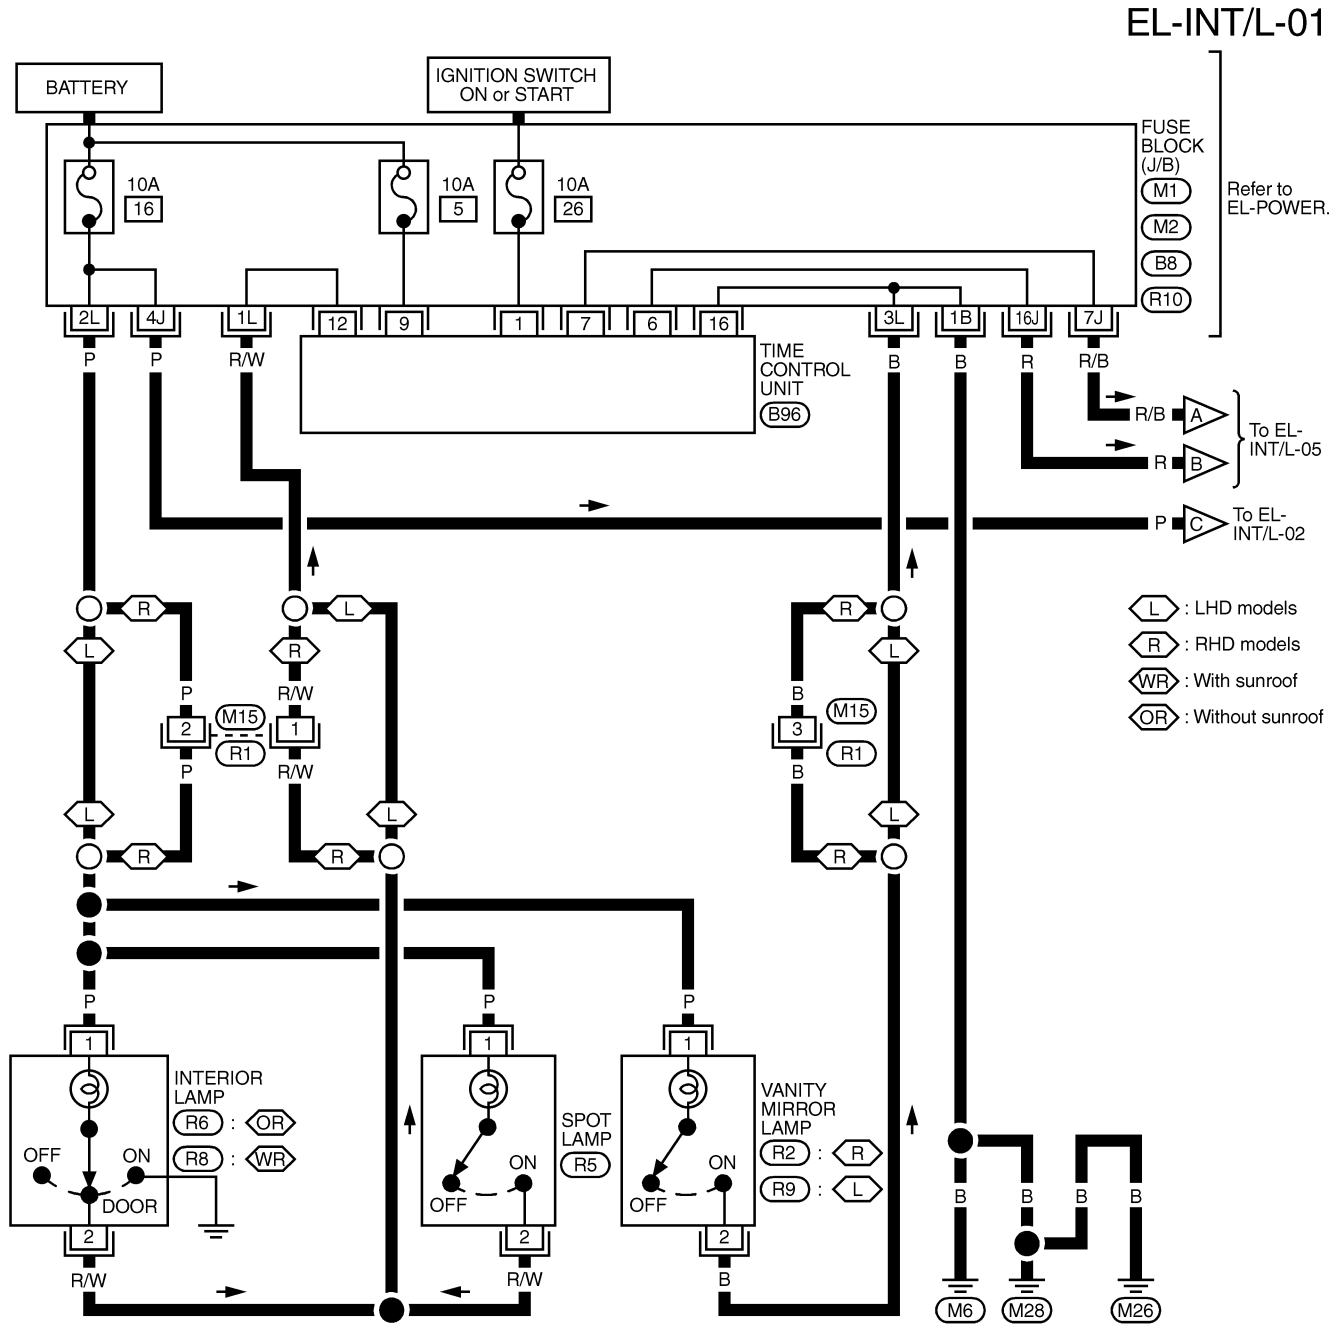 EL-INT/L-01
BATTERY
IGNITION SWITCH
ON or START
FUSE
BLOCK
(J/B)
M1
M2
B8
R10
Refer to
EL-POWER.
10A
16
10A
5
10A
26
2L 4J 1L 12 9 1 7 6 16 3L 1B 16J 7J
P P R/W B B R R/B
TIME
CONTROL
UNIT
B96
R/B A
R B
To EL-
INT/L-05
P C
To EL-
INT/L-02
R L R
L R L
L : LHD models
R : RHD models
WR : With sunroof
OR : Without sunroof
P R/W B
2 M15 1 3 M15
R1 R1
P R/W B
L L L
R R R
P P P
1 1 1
INTERIOR
LAMP
R6 : OR
R8 : WR
OFF ON
DOOR
SPOT
LAMP
R5
ON
OFF
VANITY
MIRROR
LAMP
R2 : R
R9 : L
ON
OFF
2 2 2
R/W R/W B
B B B B
M6 M28 M26